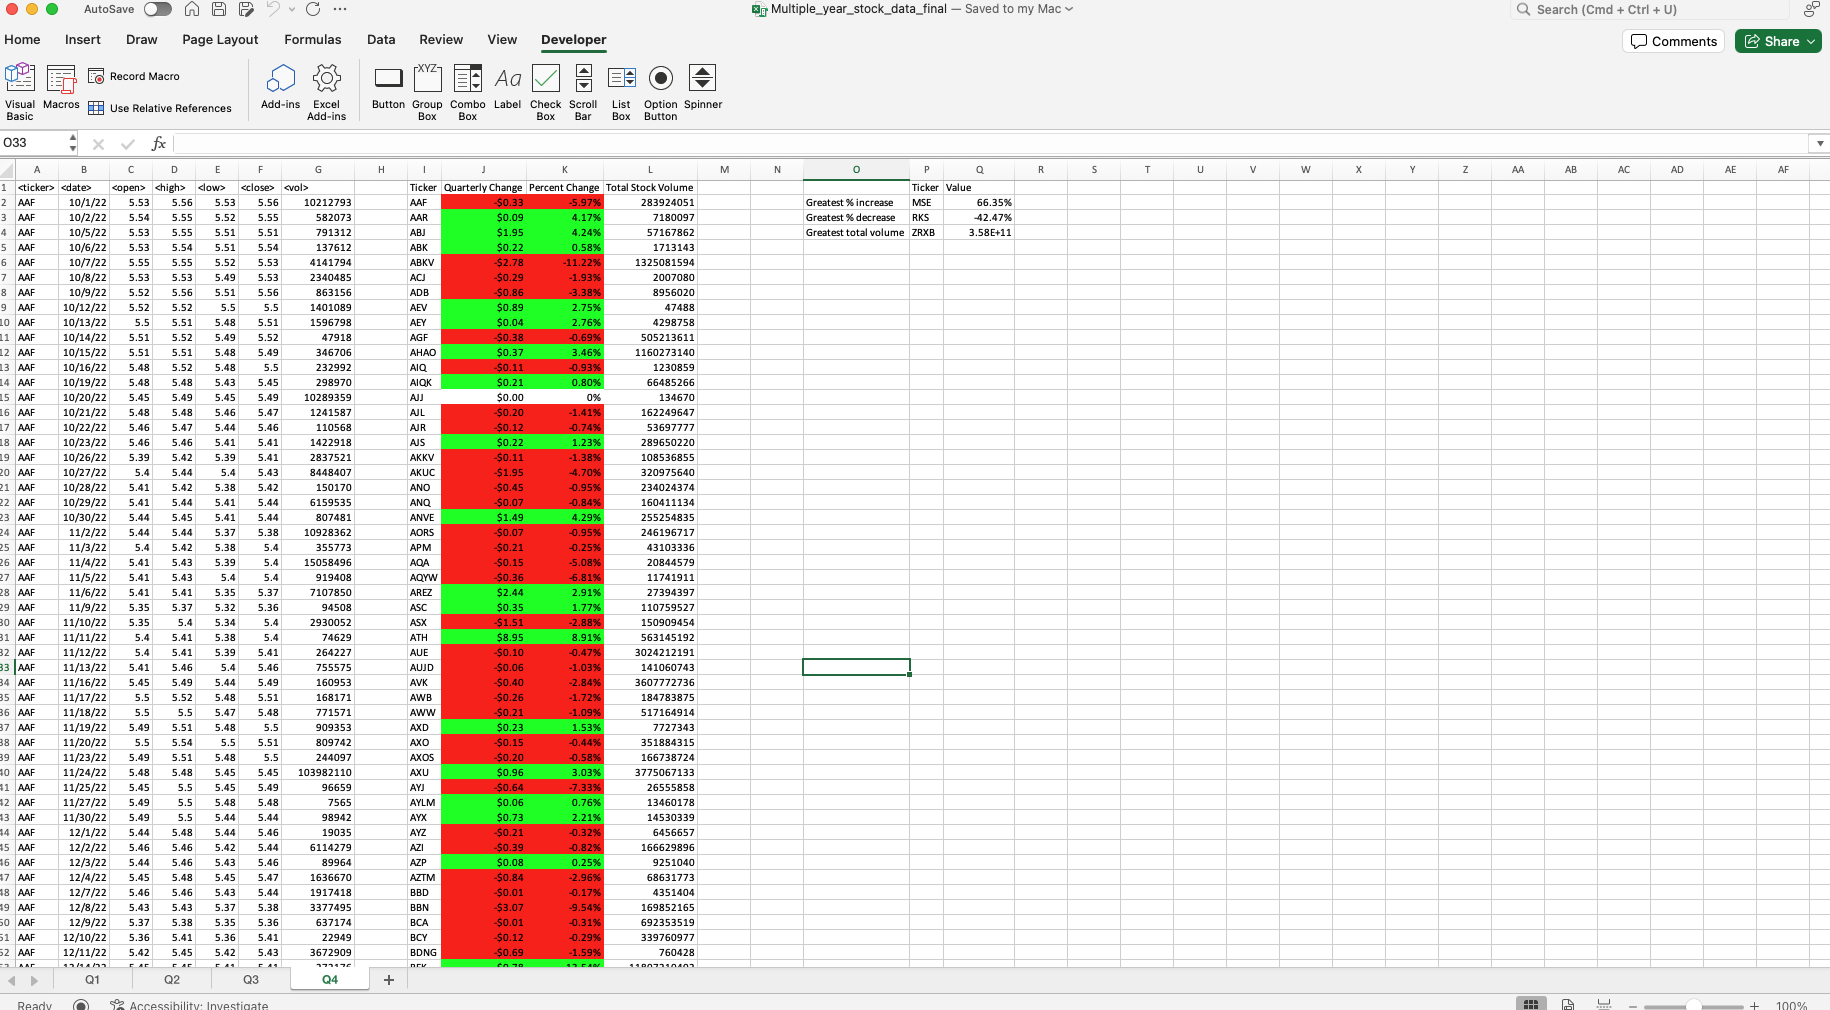 AutoSave Multiple_year_stock_data_final — Saved to my Mac Search (Cmd + Ctrl + U)
Home Insert Draw Page Layout Formulas Data Review View Developer Comments Share
Record Macro
Use Relative References
Visual Basic Macros Add-ins Excel Add-ins Button Group Box Combo Box Label Check Box Scroll Bar List Box Option Button Spinner
XYZ Aa
O33 fx
A B C D E F G H I J K L M N O P Q R S T U V W X Y Z AA AB AC AD AE AF
1 <ticker> <date> <open> <high> <low> <close> <vol> Ticker Quarterly Change Percent Change Total Stock Volume Ticker Value
2 AAF 10/1/22 5.53 5.56 5.53 5.56 10212793 AAF -$0.33 -5.97% 283924051 Greatest % increase MSE 66.35%
3 AAF 10/2/22 5.54 5.55 5.52 5.55 582073 AAR $0.09 4.17% 7180097 Greatest % decrease RKS -42.47%
4 AAF 10/5/22 5.53 5.55 5.51 5.51 791312 ABJ $1.95 4.24% 57167862 Greatest total volume ZRXB 3.58E+11
5 AAF 10/6/22 5.53 5.54 5.51 5.54 137612 ABK $0.22 0.58% 1713143
6 AAF 10/7/22 5.55 5.55 5.52 5.53 4141794 ABKV -$2.78 -11.22% 1325081594
7 AAF 10/8/22 5.53 5.53 5.49 5.53 2340485 ACJ -$0.29 -1.93% 2007080
8 AAF 10/9/22 5.52 5.56 5.51 5.56 863156 ADB -$0.86 -3.38% 8956020
9 AAF 10/12/22 5.52 5.52 5.5 5.5 1401089 AEV $0.89 2.75% 47488
10 AAF 10/13/22 5.5 5.51 5.48 5.51 1596798 AEY $0.04 2.76% 4298758
11 AAF 10/14/22 5.51 5.52 5.49 5.52 47918 AGF -$0.38 -0.69% 505213611
12 AAF 10/15/22 5.51 5.51 5.48 5.49 346706 AHAO $0.37 3.46% 1160273140
13 AAF 10/16/22 5.48 5.52 5.48 5.5 232992 AIQ -$0.11 -0.93% 1230859
14 AAF 10/19/22 5.48 5.48 5.43 5.45 298970 AIQK $0.21 0.80% 66485266
15 AAF 10/20/22 5.45 5.49 5.45 5.49 10289359 AJJ $0.00 0% 134670
16 AAF 10/21/22 5.48 5.48 5.46 5.47 1241587 AJL -$0.20 -1.41% 162249647
17 AAF 10/22/22 5.46 5.47 5.44 5.46 110568 AJR -$0.12 -0.74% 53697777
18 AAF 10/23/22 5.46 5.46 5.41 5.41 1422918 AJS $0.22 1.23% 289650220
19 AAF 10/26/22 5.39 5.42 5.39 5.41 2837521 AKKV -$0.11 -1.38% 108536855
20 AAF 10/27/22 5.4 5.44 5.4 5.43 8448407 AKUC -$1.95 -4.70% 320975640
21 AAF 10/28/22 5.41 5.42 5.38 5.42 150170 ANO -$0.45 -0.95% 234024374
22 AAF 10/29/22 5.41 5.44 5.41 5.44 6159535 ANQ -$0.07 -0.84% 160411134
23 AAF 10/30/22 5.44 5.45 5.41 5.44 807481 ANVE $1.49 4.29% 255254835
24 AAF 11/2/22 5.44 5.44 5.37 5.38 10928362 AORS -$0.07 -0.95% 246196717
25 AAF 11/3/22 5.4 5.42 5.38 5.4 355773 APM -$0.21 -0.25% 43103336
26 AAF 11/4/22 5.41 5.43 5.39 5.4 15058496 AQA -$0.15 -5.08% 20844579
27 AAF 11/5/22 5.41 5.43 5.4 5.4 919408 AQYW -$0.36 -6.81% 11741911
28 AAF 11/6/22 5.41 5.41 5.35 5.37 7107850 AREZ $2.44 2.91% 27394397
29 AAF 11/9/22 5.35 5.37 5.32 5.36 94508 ASC $0.35 1.77% 110759527
30 AAF 11/10/22 5.35 5.4 5.34 5.4 2930052 ASX -$1.51 -2.88% 150909454
31 AAF 11/11/22 5.4 5.41 5.38 5.4 74629 ATH $8.95 8.91% 563145192
32 AAF 11/12/22 5.4 5.41 5.39 5.41 264227 AUE -$0.10 -0.47% 3024212191
33 AAF 11/13/22 5.41 5.46 5.4 5.46 755575 AUJD -$0.06 -1.03% 141060743
34 AAF 11/16/22 5.45 5.49 5.44 5.49 160953 AVK -$0.40 -2.84% 3607772736
35 AAF 11/17/22 5.5 5.52 5.48 5.51 168171 AWB -$0.26 -1.72% 184783875
36 AAF 11/18/22 5.5 5.5 5.47 5.48 771571 AWW -$0.21 -1.09% 517164914
37 AAF 11/19/22 5.49 5.51 5.48 5.5 909353 AXD $0.23 1.53% 7727343
38 AAF 11/20/22 5.5 5.54 5.5 5.51 809742 AXO -$0.15 -0.44% 351884315
39 AAF 11/23/22 5.49 5.51 5.48 5.5 244097 AXOS -$0.20 -0.58% 166738724
40 AAF 11/24/22 5.48 5.48 5.45 5.45 103982110 AXU $0.96 3.03% 3775067133
41 AAF 11/25/22 5.45 5.5 5.45 5.49 96659 AYJ -$0.64 -7.33% 26555858
42 AAF 11/27/22 5.49 5.5 5.48 5.48 7565 AYLM $0.06 0.76% 13460178
43 AAF 11/30/22 5.49 5.5 5.44 5.44 98942 AYX $0.73 2.21% 14530339
44 AAF 12/1/22 5.44 5.48 5.44 5.46 19035 AYZ -$0.21 -0.32% 6456657
45 AAF 12/2/22 5.46 5.46 5.42 5.44 6114279 AZI -$0.39 -0.82% 166629896
46 AAF 12/3/22 5.44 5.46 5.43 5.46 89964 AZP $0.08 0.25% 9251040
47 AAF 12/4/22 5.45 5.48 5.45 5.47 1636670 AZTM -$0.84 -2.96% 68631773
48 AAF 12/7/22 5.46 5.46 5.43 5.44 1917418 BBD -$0.01 -0.17% 4351404
49 AAF 12/8/22 5.43 5.43 5.37 5.38 3377495 BBN -$3.07 -9.54% 169852165
50 AAF 12/9/22 5.37 5.38 5.35 5.36 637174 BCA -$0.01 -0.31% 692353519
51 AAF 12/10/22 5.36 5.41 5.36 5.41 22949 BCY -$0.12 -0.29% 339760977
52 AAF 12/11/22 5.42 5.45 5.42 5.43 3672909 BDNG -$0.69 -1.59% 760428
Q1 Q2 Q3 Q4 +
Ready Accessibility: Investigate 100%